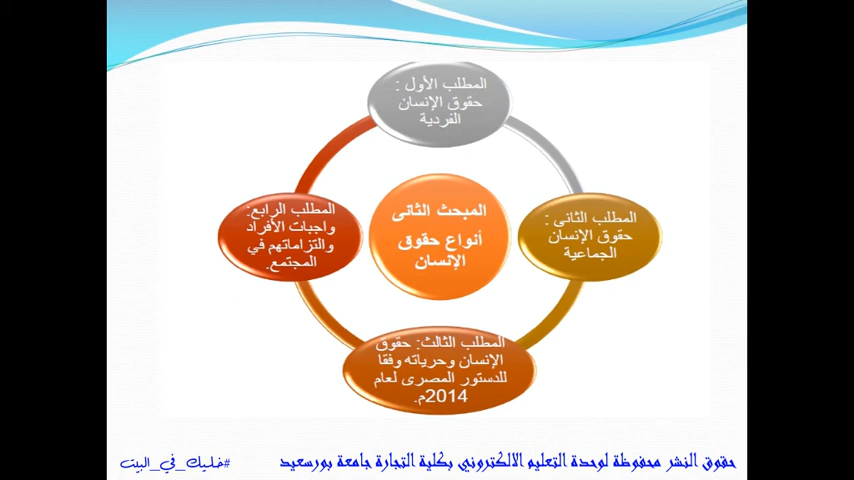 المطلب الأول :
حقوق الإنسان
الفردية
المبحث الثانى
أنواع حقوق
الإنسان
المطلب الثانى :
حقوق الإنسان
الجماعية
المطلب الثالث: حقوق
الإنسان وحرياته وفقا
للدستور المصرى لعام
2014م.
المطلب الرابع:
واجبات الأفراد
والتزاماتهم في
المجتمع.
حقوق النشر محفوظة لوحدة التعليم الالكتروني بكلية التجارة جامعة بورسعيد
#خليك_في_البيت